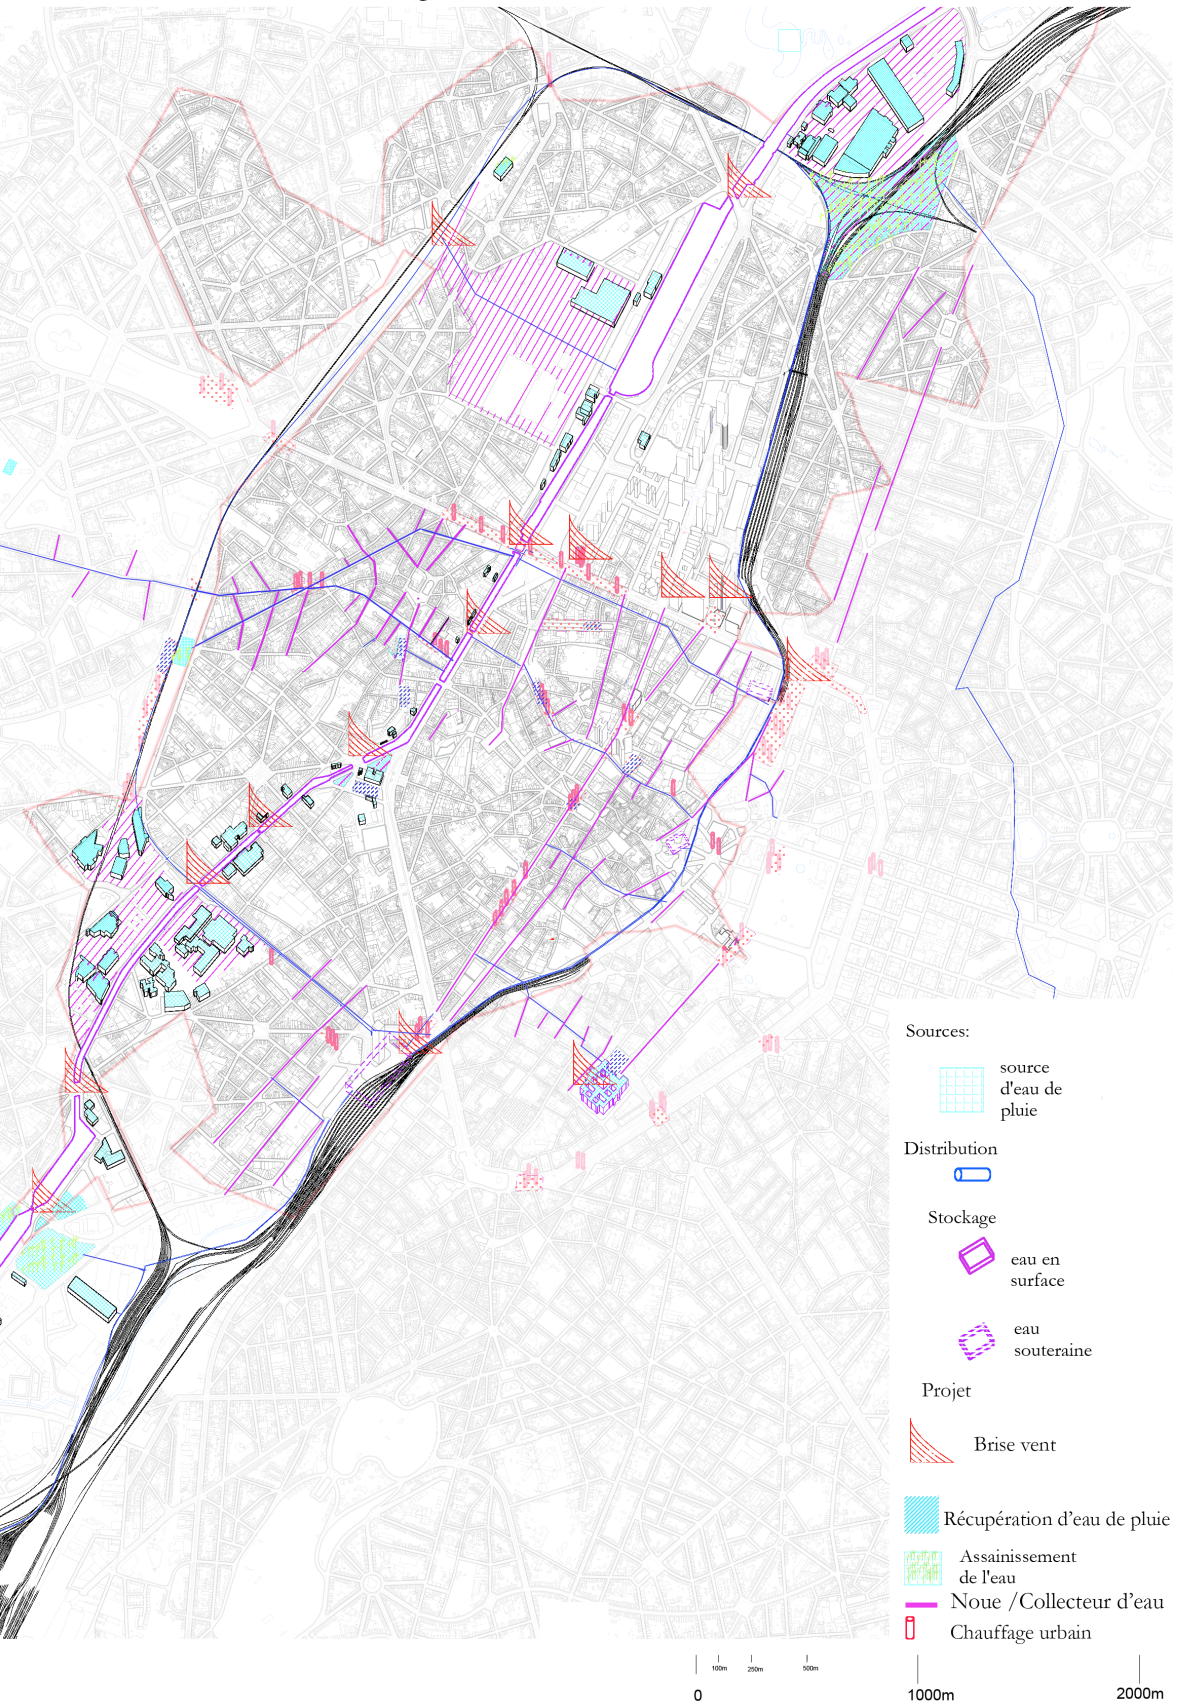 Sources:
source
d'eau de
pluie
Distribution
Stockage
eau en
surface
eau
souteraine
Projet
Brise vent
Récupération d'eau de pluie
Assainissement
de l'eau
Noue /Collecteur d'eau
Chauffage urbain
100m 250m 500m
0 1000m 2000m